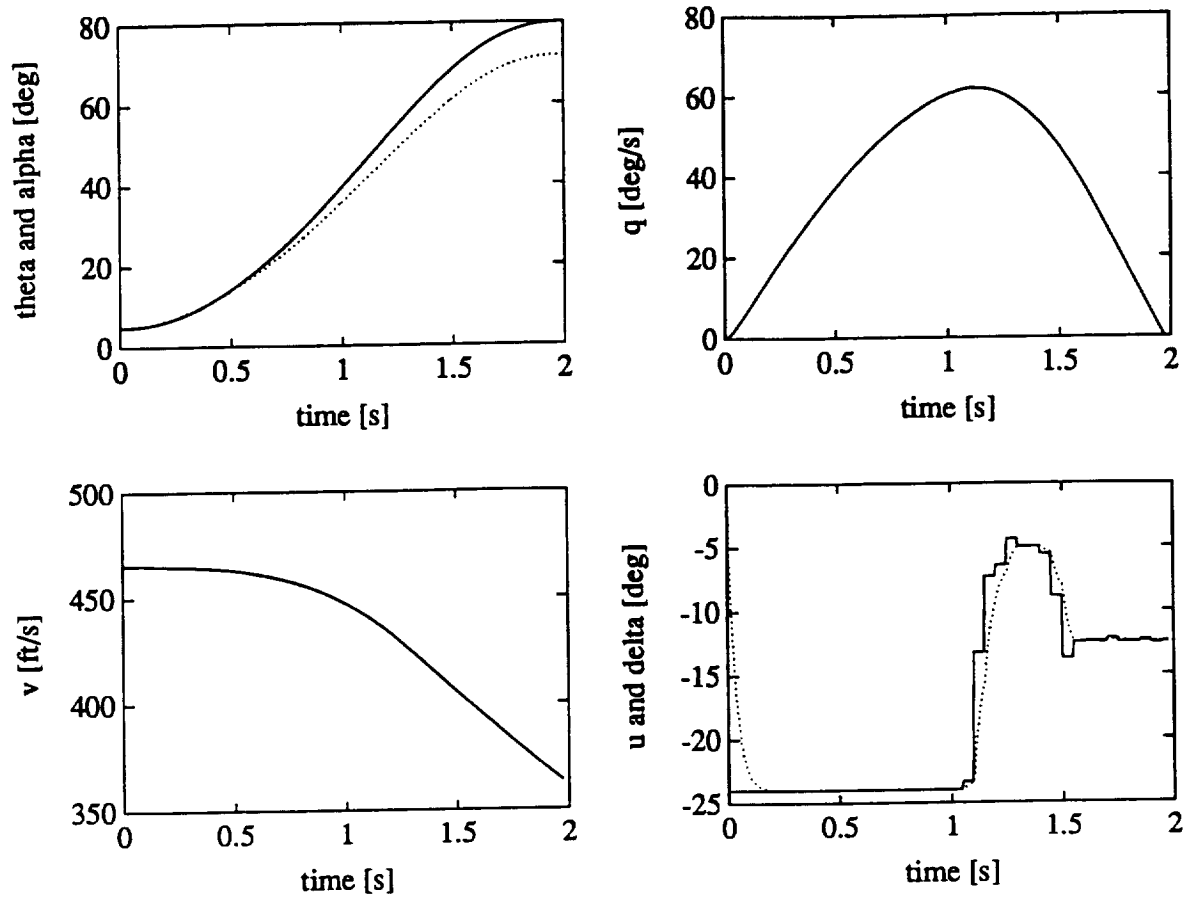 80
60
40
20
0
theta and alpha [deg]
0 0.5 1 1.5 2
time [s]
80
60
40
20
0
q [deg/s]
0 0.5 1 1.5 2
time [s]
500
450
400
350
v [ft/s]
0 0.5 1 1.5 2
time [s]
0
-5
-10
-15
-20
-25
u and delta [deg]
0 0.5 1 1.5 2
time [s]